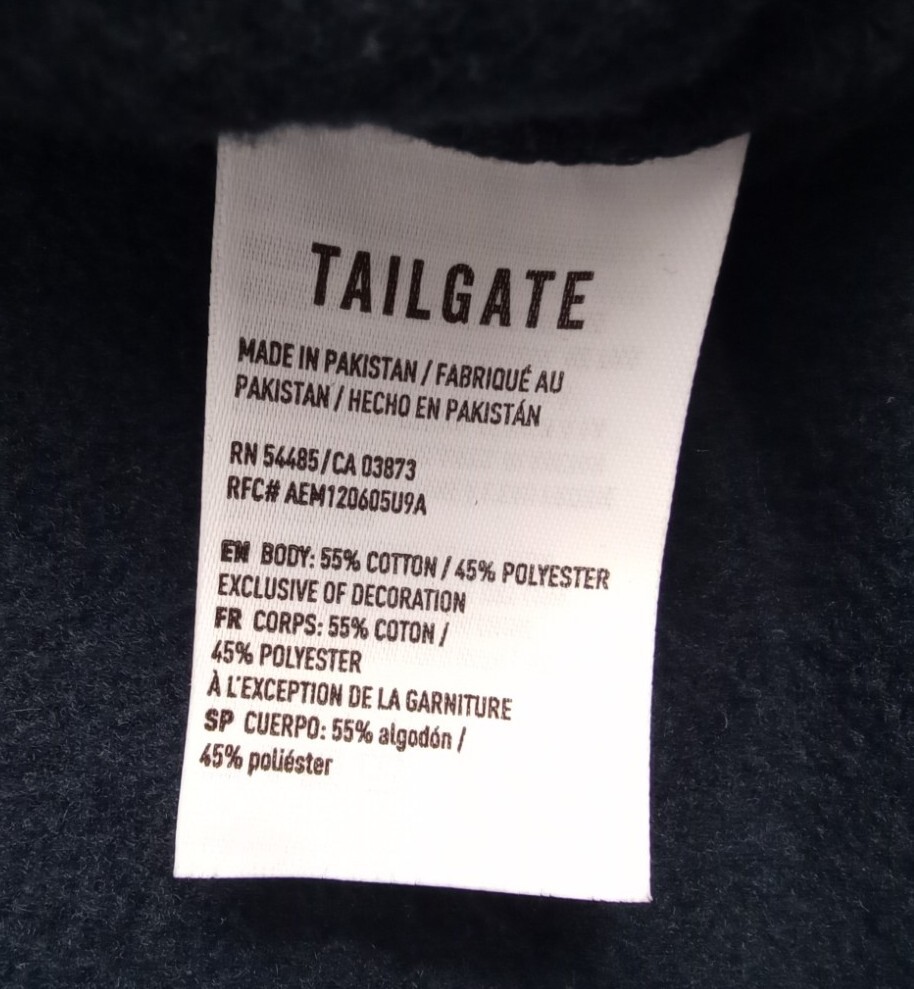 TAILGATE
MADE IN PAKISTAN / FABRIQUÉ AU
PAKISTAN / HECHO EN PAKISTÁN
RN 54485/CA 03873
RFC# AEM120605U9A
EN BODY: 55% COTTON / 45% POLYESTER
EXCLUSIVE OF DECORATION
FR CORPS: 55% COTON /
45% POLYESTER
À L'EXCEPTION DE LA GARNITURE
SP CUERPO: 55% algodón /
45% poliéster